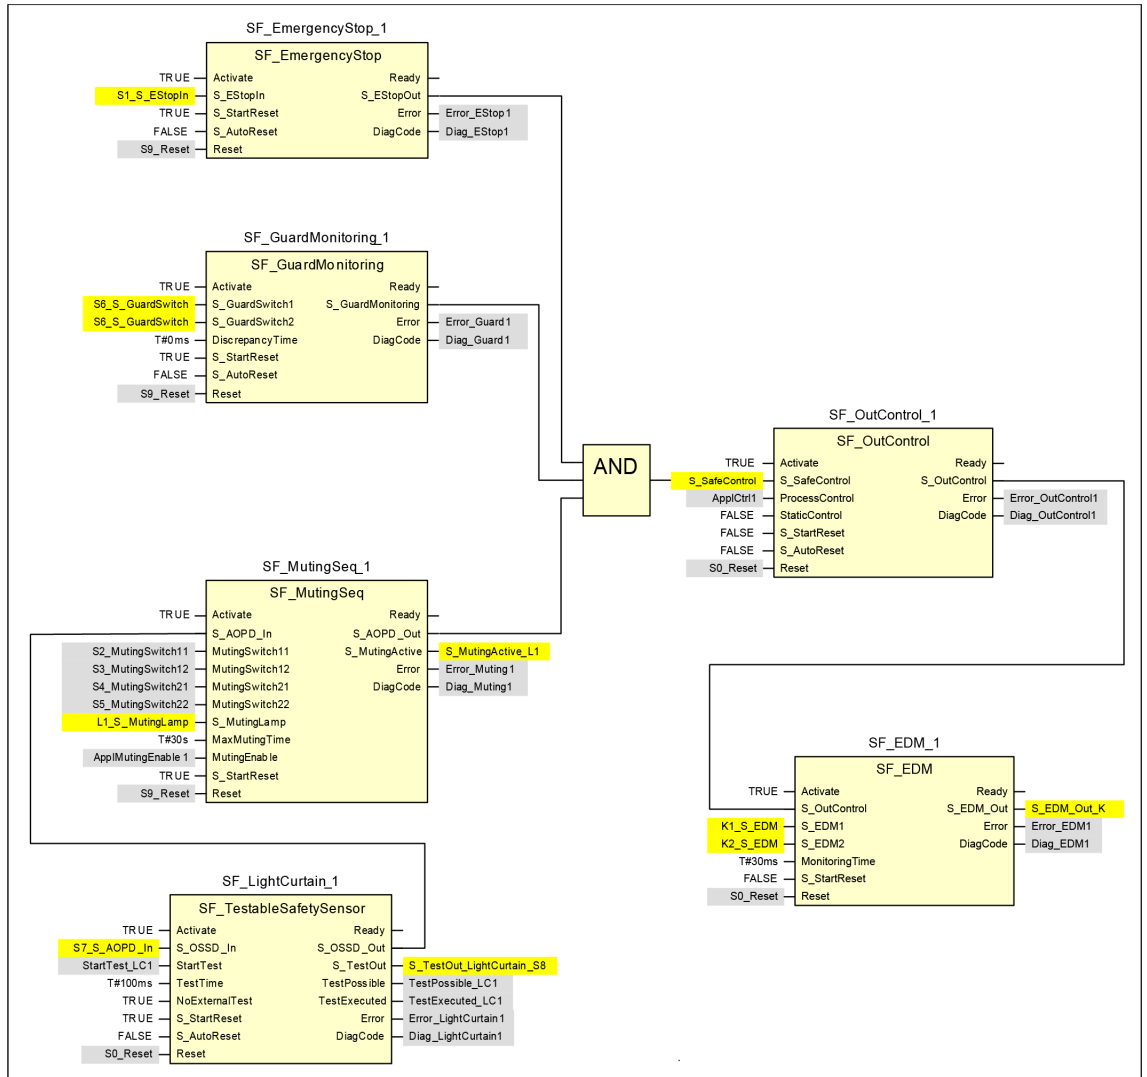 SF_EmergencyStop_1
SF_EmergencyStop
TRUE Activate Ready
S1_S_EStopIn S_EStopIn S_EStopOut
TRUE S_StartReset Error Error_EStop1
FALSE S_AutoReset DiagCode Diag_EStop1
S9_Reset Reset
SF_GuardMonitoring_1
SF_GuardMonitoring
TRUE Activate Ready
S6_S_GuardSwitch S_GuardSwitch1 S_GuardMonitoring
S6_S_GuardSwitch S_GuardSwitch2 Error Error_Guard1
T#0ms DiscrepancyTime DiagCode Diag_Guard1
TRUE S_StartReset
FALSE S_AutoReset
S9_Reset Reset
AND
SF_OutControl_1
SF_OutControl
TRUE Activate Ready
S_SafeControl S_SafeControl S_OutControl
ApplCtrl1 ProcessControl Error Error_OutControl1
FALSE StaticControl DiagCode Diag_OutControl1
FALSE S_StartReset
FALSE S_AutoReset
S0_Reset Reset
SF_MutingSeq_1
SF_MutingSeq
TRUE Activate Ready
S_AOPD_In S_AOPD_Out
S2_MutingSwitch11 MutingSwitch11 S_MutingActive S_MutingActive_L1
S3_MutingSwitch12 MutingSwitch12 Error Error_Muting1
S4_MutingSwitch21 MutingSwitch21 DiagCode Diag_Muting1
S5_MutingSwitch22 MutingSwitch22
L1_S_MutingLamp S_MutingLamp
T#30s MaxMutingTime
ApplMutingEnable1 MutingEnable
TRUE S_StartReset
S9_Reset Reset
SF_EDM_1
SF_EDM
TRUE Activate Ready
S_OutControl S_EDM_Out S_EDM_Out_K
K1_S_EDM S_EDM1 Error Error_EDM1
K2_S_EDM S_EDM2 DiagCode Diag_EDM1
T#30ms MonitoringTime
FALSE S_StartReset
S0_Reset Reset
SF_LightCurtain_1
SF_TestableSafetySensor
TRUE Activate Ready
S7_S_AOPD_In S_OSSD_In S_OSSD_Out
StartTest_LC1 StartTest S_TestOut S_TestOut_LightCurtain_S8
T#100ms TestTime TestPossible TestPossible_LC1
TRUE NoExternalTest TestExecuted TestExecuted_LC1
TRUE S_StartReset Error Error_LightCurtain1
FALSE S_AutoReset DiagCode Diag_LightCurtain1
S0_Reset Reset